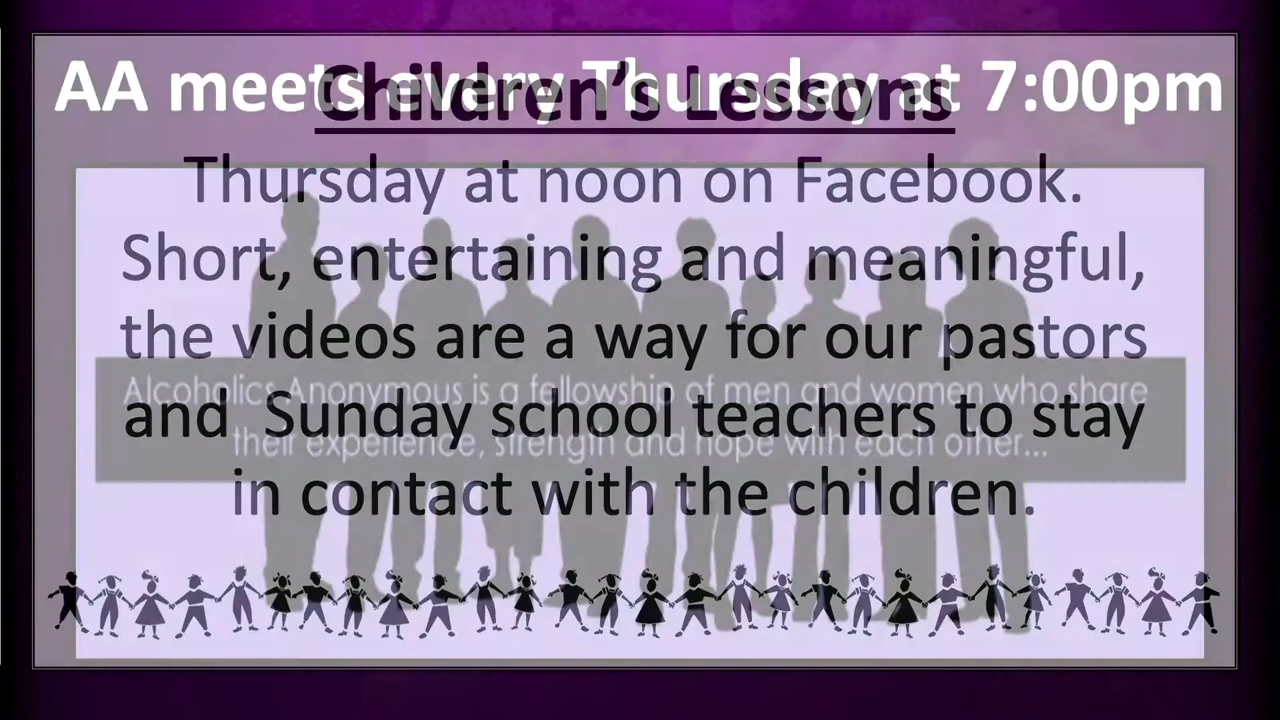 AA meets every Thursday at 7:00pm
Children's Lessons
Thursday at noon on Facebook.
Short, entertaining and meaningful,
the videos are a way for our pastors
and Sunday school teachers to stay
in contact with the children.
Alcoholics Anonymous is a fellowship of men and women who share
their experience, strength and hope with each other...